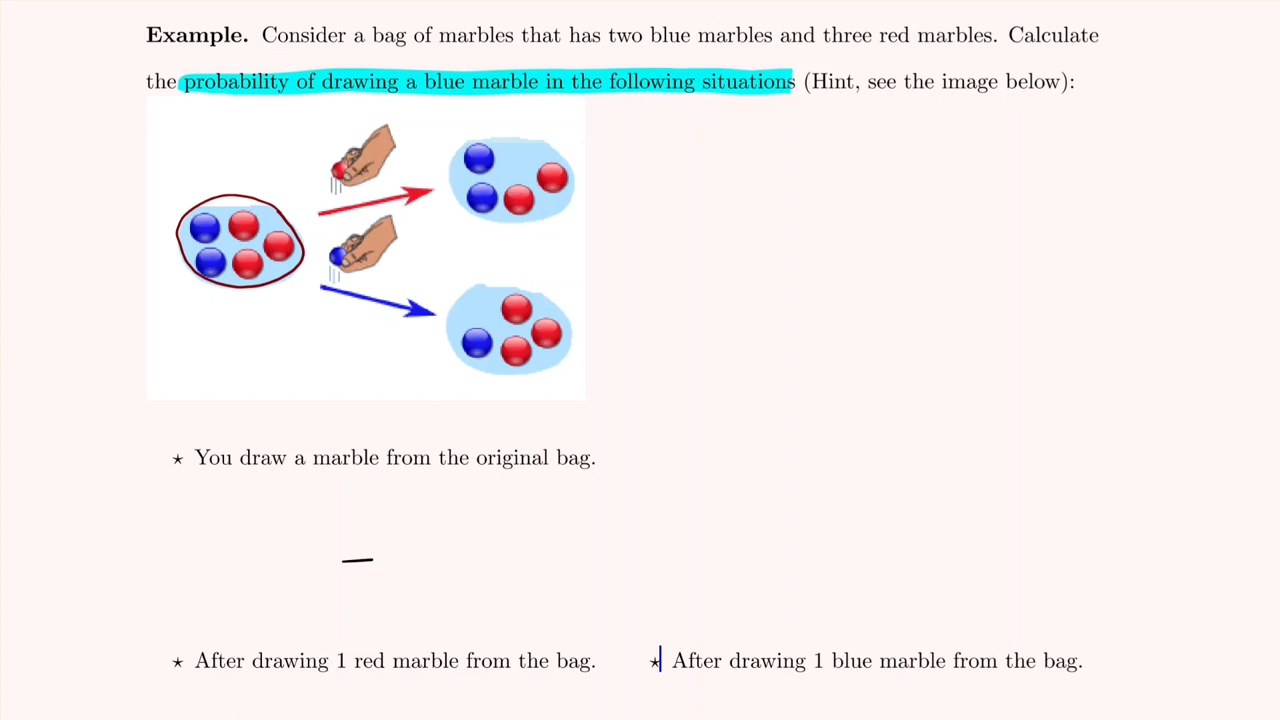 Example. Consider a bag of marbles that has two blue marbles and three red marbles. Calculate
the probability of drawing a blue marble in the following situations (Hint, see the image below):
⋆ You draw a marble from the original bag.
⋆ After drawing 1 red marble from the bag.
⋆ After drawing 1 blue marble from the bag.